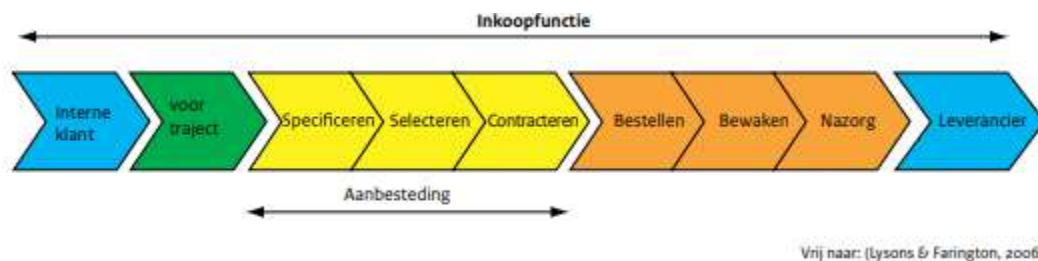 Inkoopfunctie
Interne
klant
voor
traject
Specificeren
Selecteren
Contracteren
Bestellen
Bewaken
Nazorg
Leverancier
Aanbesteding
Vrij naar: (Lysons & Farington, 2006